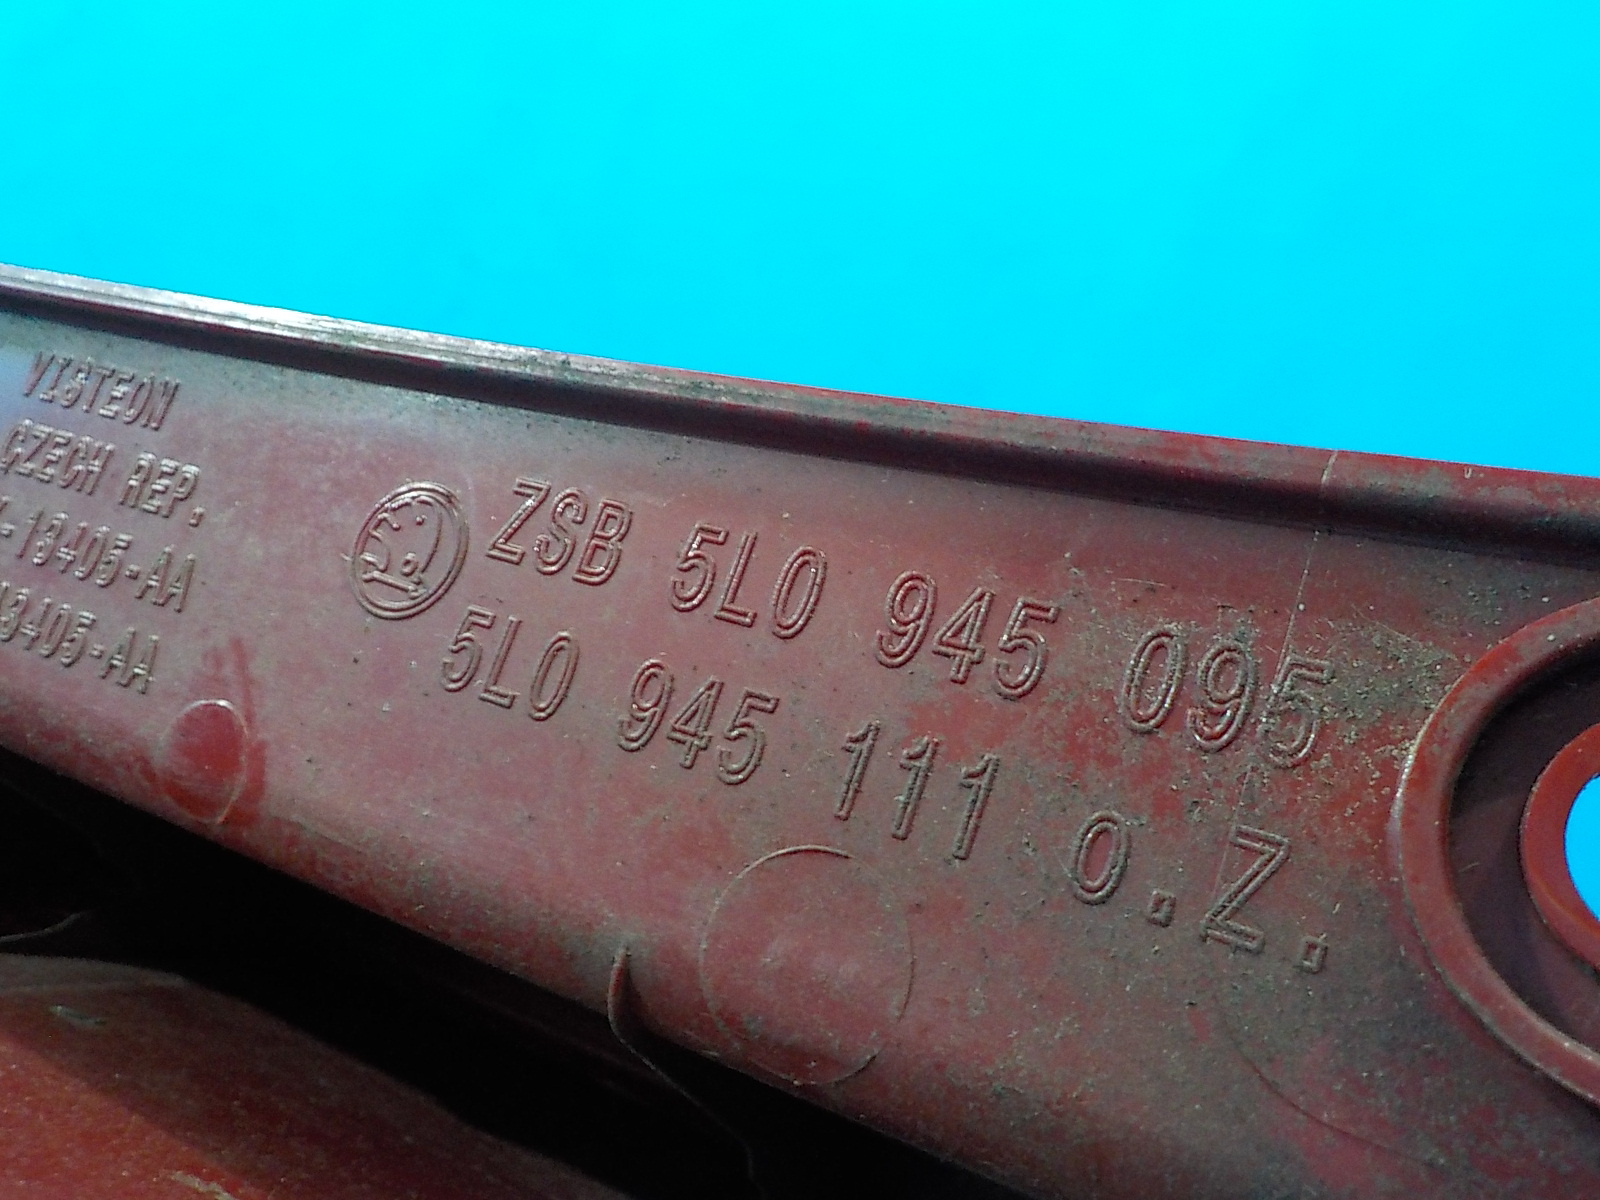 VISTEON
CZECH REP.
-13405-AA
13405-AA
ZSB 5L0 945 095
5L0 945 111 o.Z.